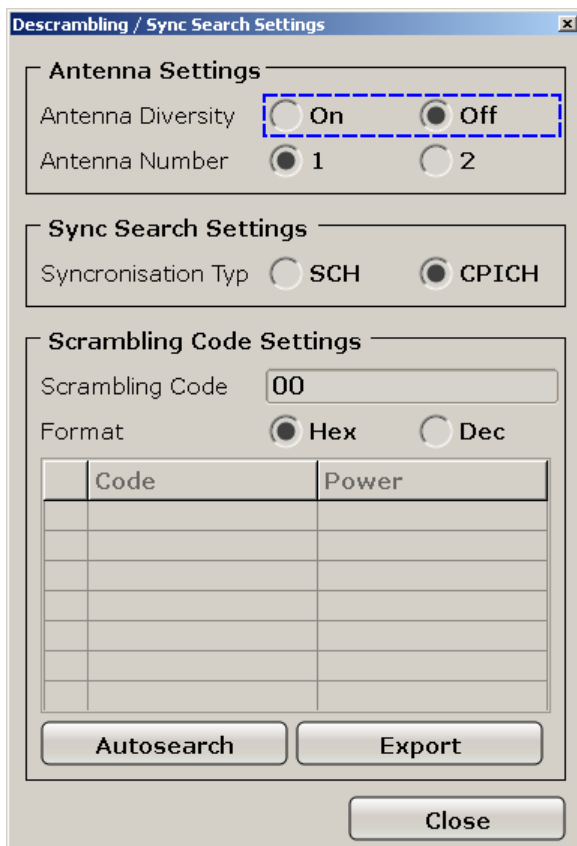 Descrambling / Sync Search Settings
Antenna Settings
Antenna Diversity On Off
Antenna Number 1 2
Sync Search Settings
Syncronisation Typ SCH CPICH
Scrambling Code Settings
Scrambling Code 00
Format Hex Dec
Code Power
Autosearch Export
Close